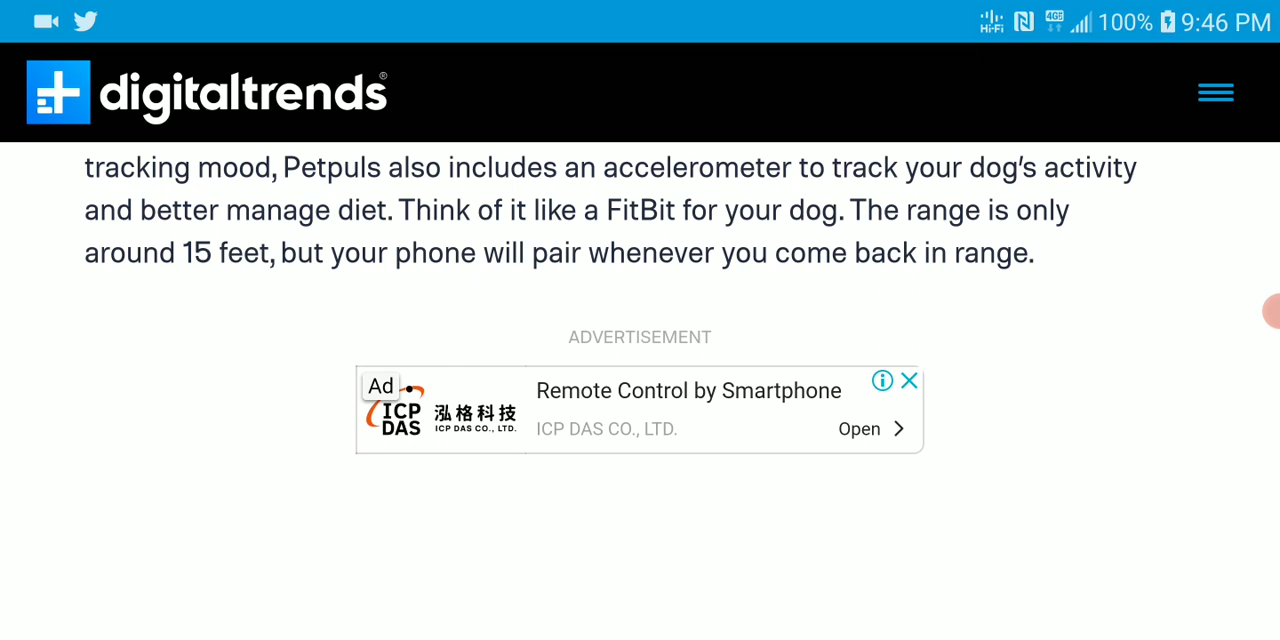 Hi-Fi 4GE 100% 9:46 PM
digitaltrends®
tracking mood, Petpuls also includes an accelerometer to track your dog's activity
and better manage diet. Think of it like a FitBit for your dog. The range is only
around 15 feet, but your phone will pair whenever you come back in range.
ADVERTISEMENT
Ad
ICP DAS
泓格科技
ICP DAS CO., LTD.
Remote Control by Smartphone
ICP DAS CO., LTD.
Open